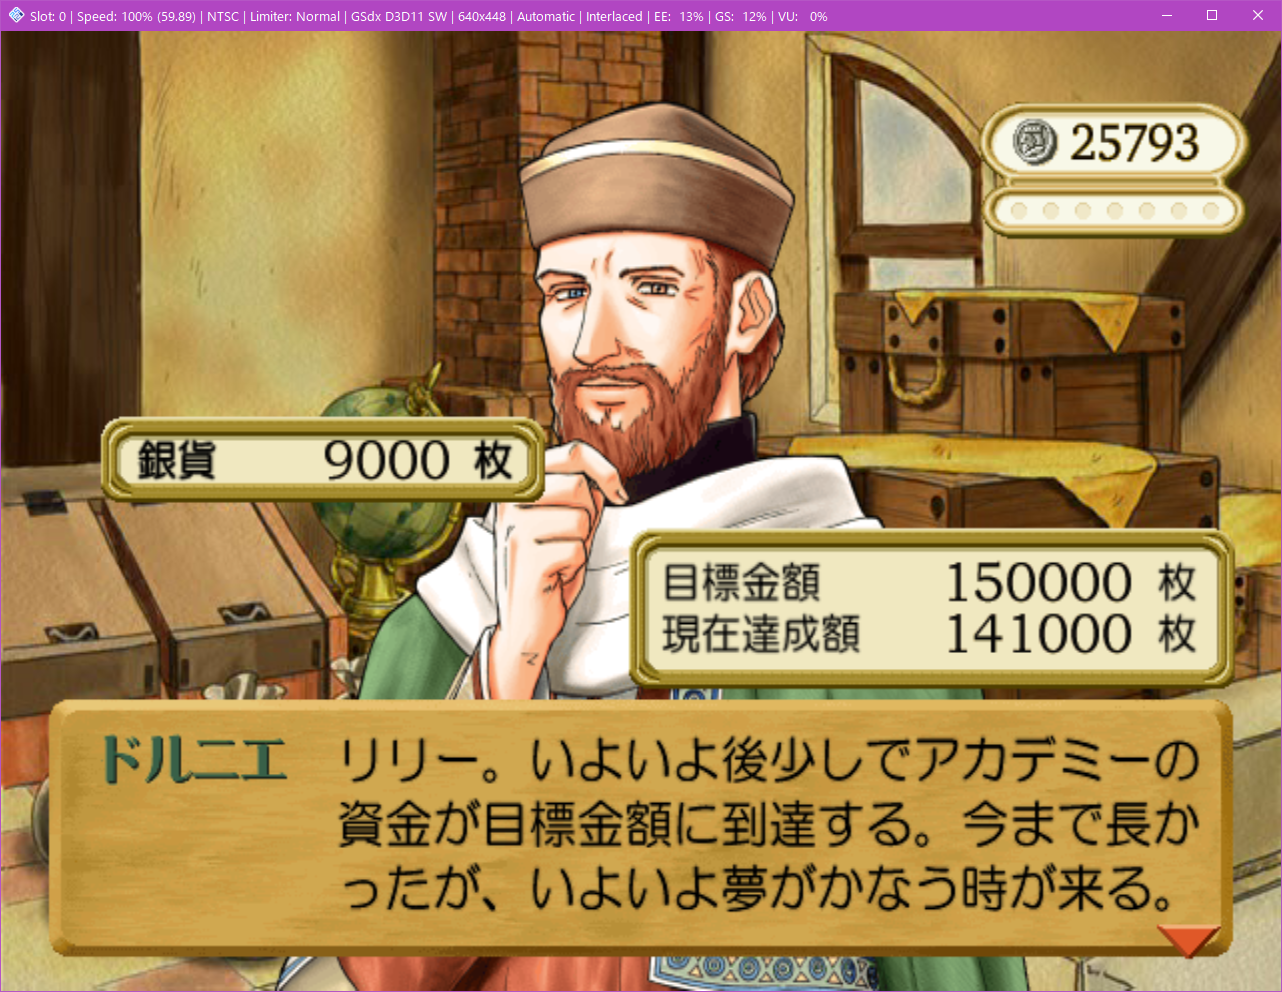 Slot: 0 | Speed: 100% (59.89) | NTSC | Limiter: Normal | GSdx D3D11 SW | 640x448 | Automatic | Interlaced | EE: 13% | GS: 12% | VU: 0%
25793
銀貨 9000 枚
目標金額 150000 枚
現在達成額 141000 枚
ドルニエ リリー。いよいよ後少しでアカデミーの
資金が目標金額に到達する。今まで長か
ったが、いよいよ夢がかなう時が来る。